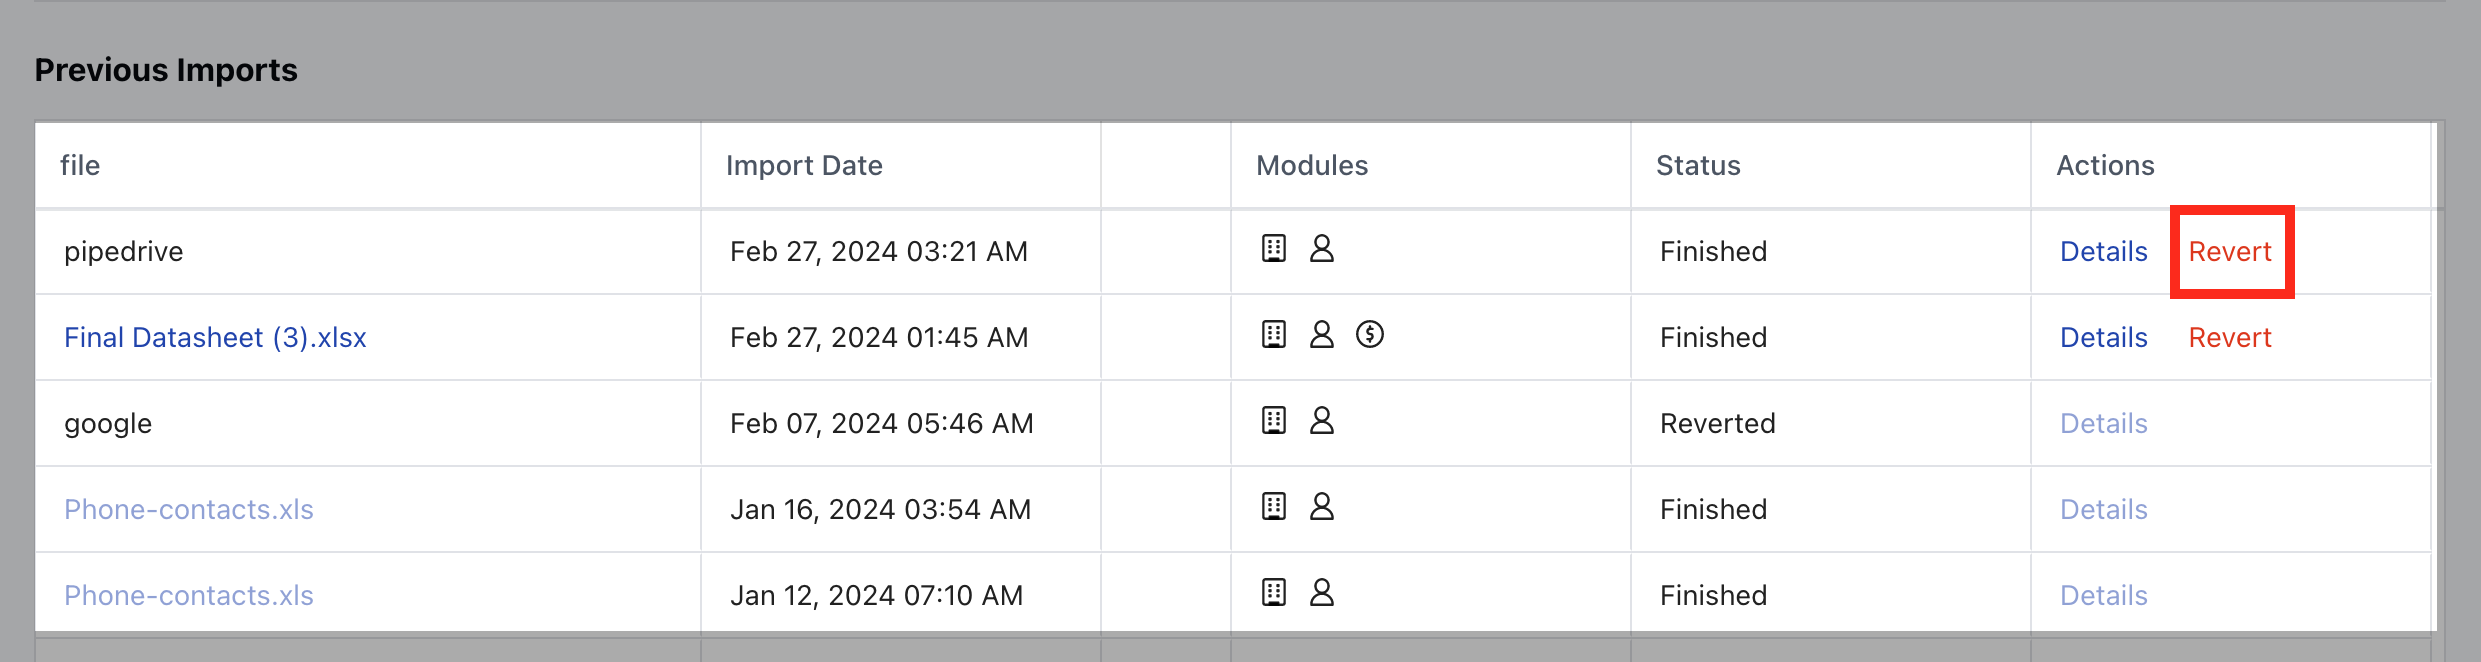 Previous Imports
file Import Date Modules Status Actions
pipedrive Feb 27, 2024 03:21 AM Finished Details Revert
Final Datasheet (3).xlsx Feb 27, 2024 01:45 AM Finished Details Revert
google Feb 07, 2024 05:46 AM Reverted Details
Phone-contacts.xls Jan 16, 2024 03:54 AM Finished Details
Phone-contacts.xls Jan 12, 2024 07:10 AM Finished Details